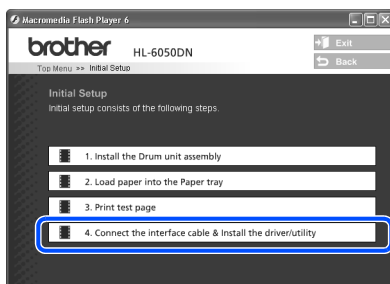 Macromedia Flash Player 6
brother HL-6050DN
Exit
Back
Top Menu »» Initial Setup
Initial Setup
Initial setup consists of the following steps.
1. Install the Drum unit assembly
2. Load paper into the Paper tray
3. Print test page
4. Connect the interface cable & Install the driver/utility